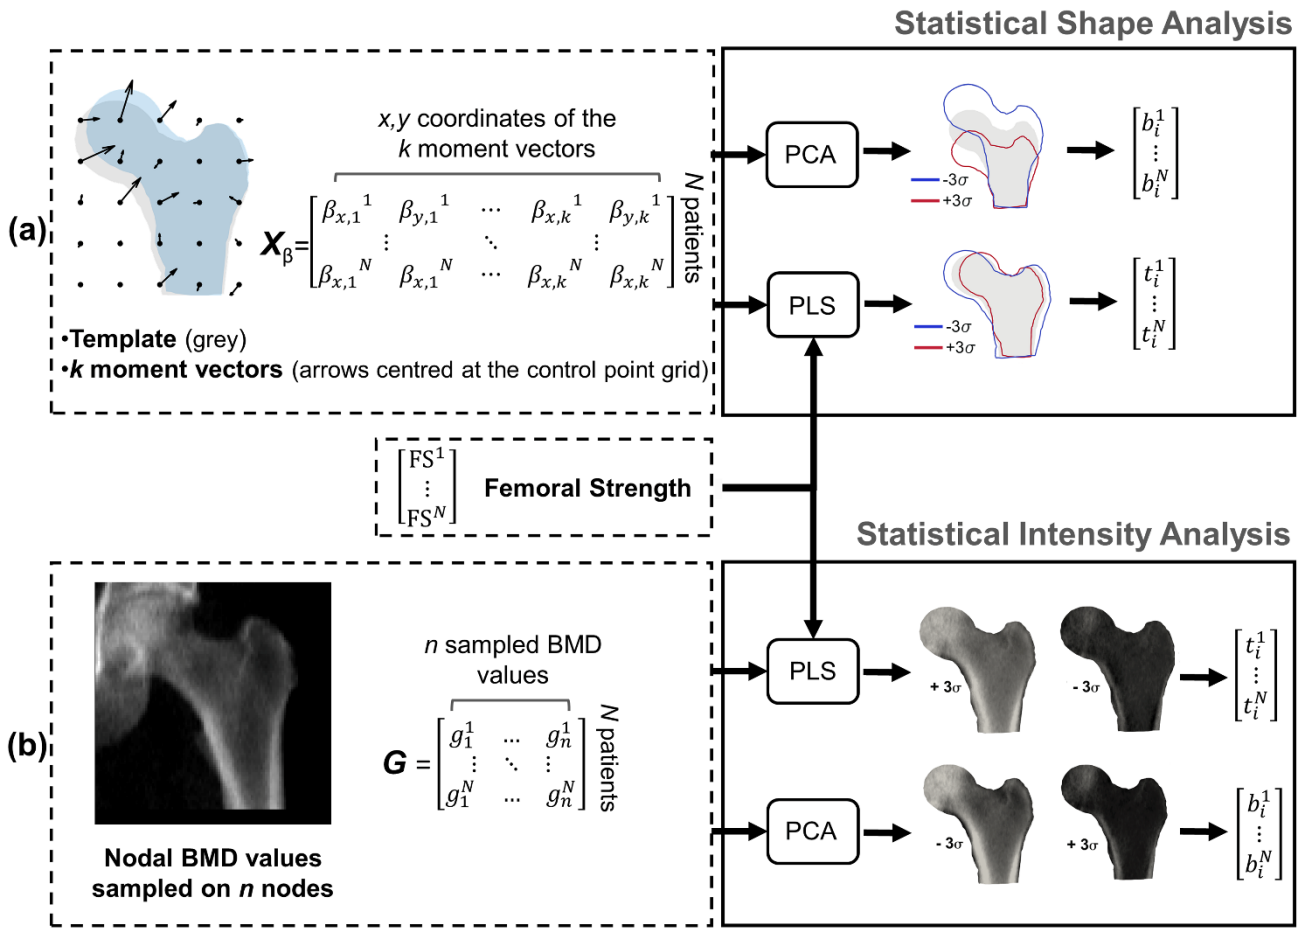 Statistical Shape Analysis
(a)
x,y coordinates of the
k moment vectors
X_β = [β_{x,1}^1 β_{y,1}^1 ⋯ β_{x,k}^1 β_{y,k}^1
⋮ ⋱ ⋮
β_{x,1}^N β_{x,1}^N ⋯ β_{x,k}^N β_{x,k}^N]
N patients
•Template (grey)
•k moment vectors (arrows centred at the control point grid)
PCA
-3σ
+3σ
[b_i^1
⋮
b_i^N]
PLS
-3σ
+3σ
[t_i^1
⋮
t_i^N]
[FS^1
⋮
FS^N]
Femoral Strength
Statistical Intensity Analysis
(b)
Nodal BMD values
sampled on n nodes
n sampled BMD
values
G = [g_1^1 … g_n^1
⋮ ⋱ ⋮
g_1^N … g_n^N]
N patients
PLS
+ 3σ
- 3σ
[t_i^1
⋮
t_i^N]
PCA
- 3σ
+ 3σ
[b_i^1
⋮
b_i^N]